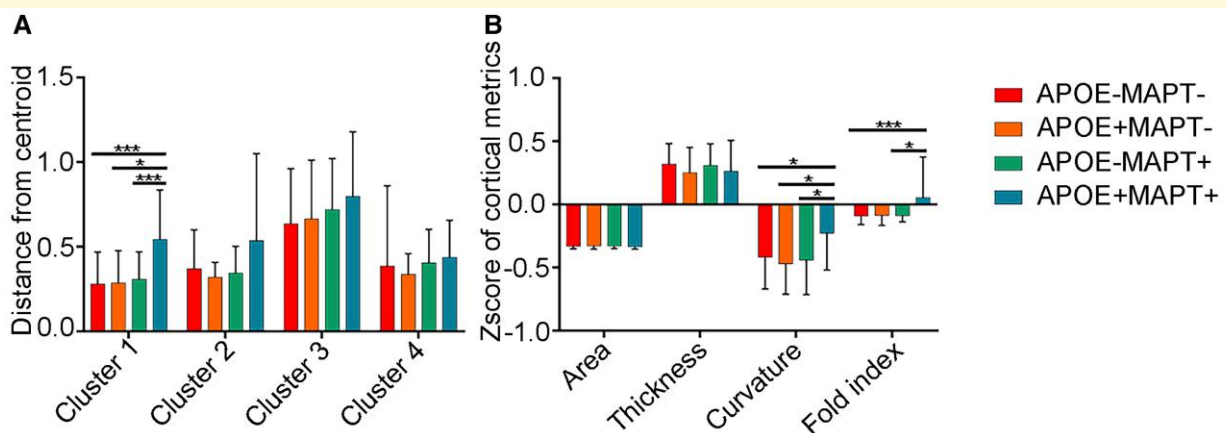 A
Distance from centroid
1.5
1.0
0.5
0.0
***
*
***
Cluster 1
Cluster 2
Cluster 3
Cluster 4
B
Zscore of cortical metrics
1.0
0.5
0.0
-0.5
-1.0
*
*
*
***
*
Area
Thickness
Curvature
Fold index
APOE-MAPT-
APOE+MAPT-
APOE-MAPT+
APOE+MAPT+